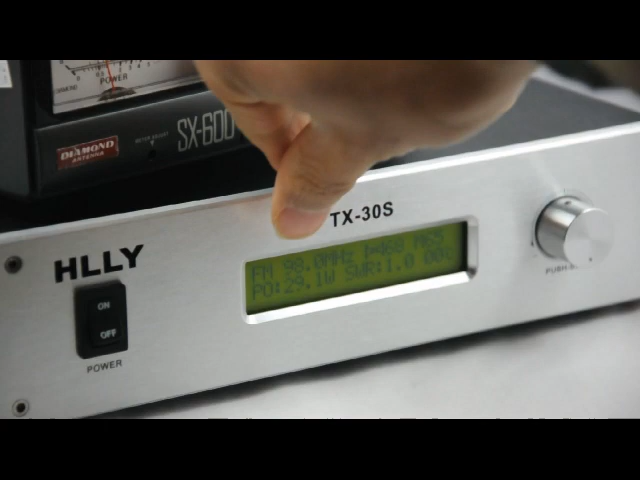 POWER
DIAMOND
ANTENNA
SX-600
TX-30S
HLLY
FM 98.0MHz
PO:29.1W SWR:1.0
ON
OFF
POWER